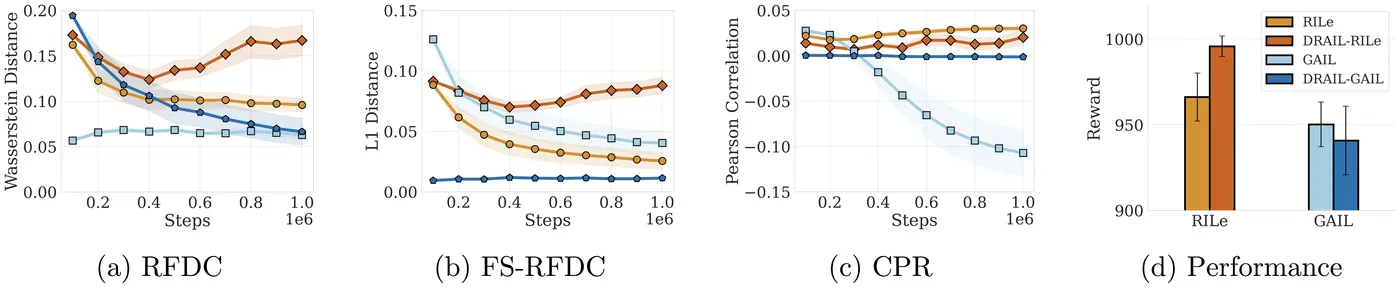 Wasserstein Distance
0.20
0.15
0.10
0.05
0.00
0.2 0.4 0.6 0.8 1.0
1e6
Steps
(a) RFDC
L1 Distance
0.15
0.10
0.05
0.00
0.2 0.4 0.6 0.8 1.0
1e6
Steps
(b) FS-RFDC
Pearson Correlation
0.05
0.00
−0.05
−0.10
−0.15
0.2 0.4 0.6 0.8 1.0
1e6
Steps
(c) CPR
Reward
1000
950
900
RILe
DRAIL-RILe
GAIL
DRAIL-GAIL
RILe GAIL
(d) Performance